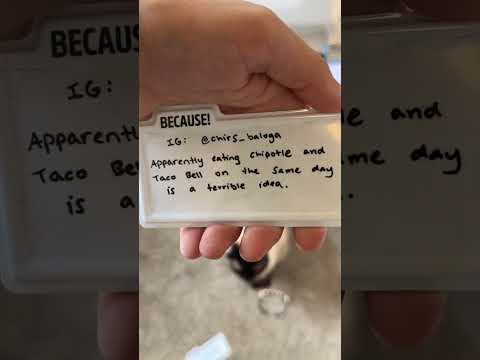 BECAUSE!
IG: @chirs_baloga
Apparently eating Chipotle and
Taco Bell on the same day
is a terrible idea.